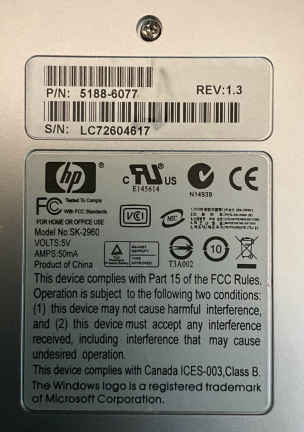 P/N: 5188-6077 REV:1.3
S/N: LC72604617
hp
c UL US
E145614
N14939
CE
FC Tested To Comply
With FCC Standards
FOR HOME OR OFFICE USE
VCI
Model No:SK-2960
VOLTS:5V
AMPS:50mA
Product of China
T3A002
10
This device complies with Part 15 of the FCC Rules.
Operation is subject to the following two conditions:
(1) this device may not cause harmful interference,
and (2) this device must accept any interference
received, including interference that may cause
undesired operation.
This device complies with Canada ICES-003,Class B.
The Windows logo is a registered trademark
of Microsoft Corporation.